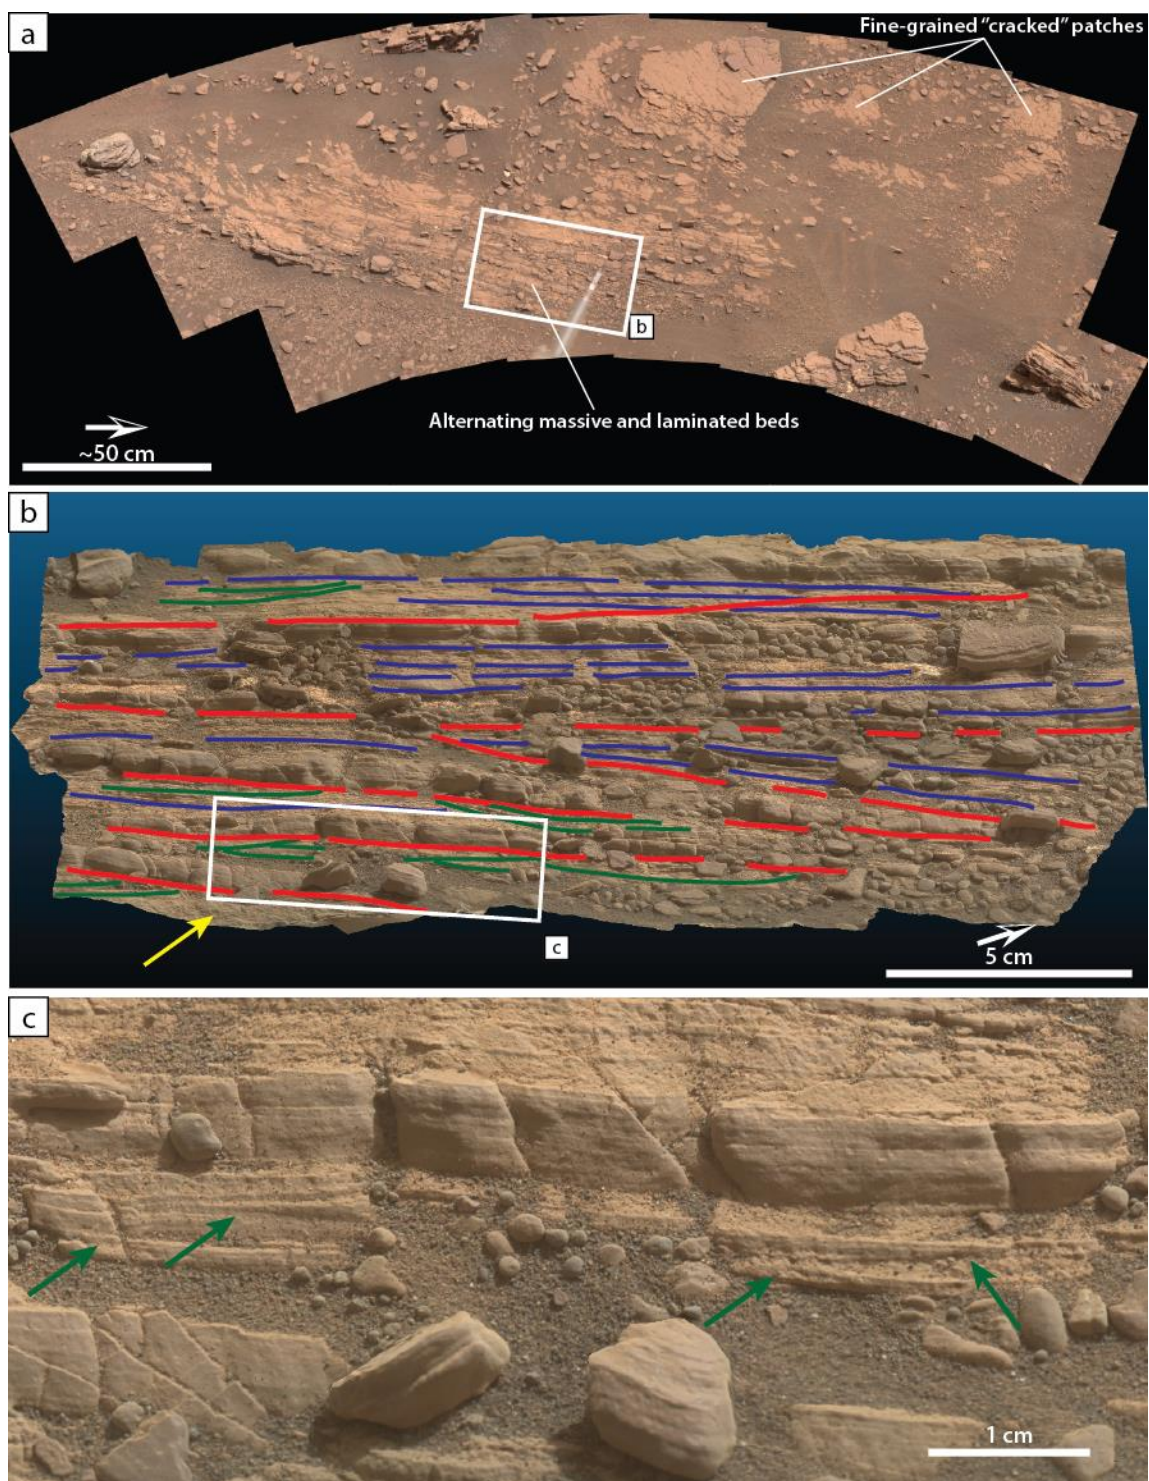 a
Fine-grained “cracked” patches
b
Alternating massive and laminated beds
~50 cm
b
5 cm
c
c
1 cm